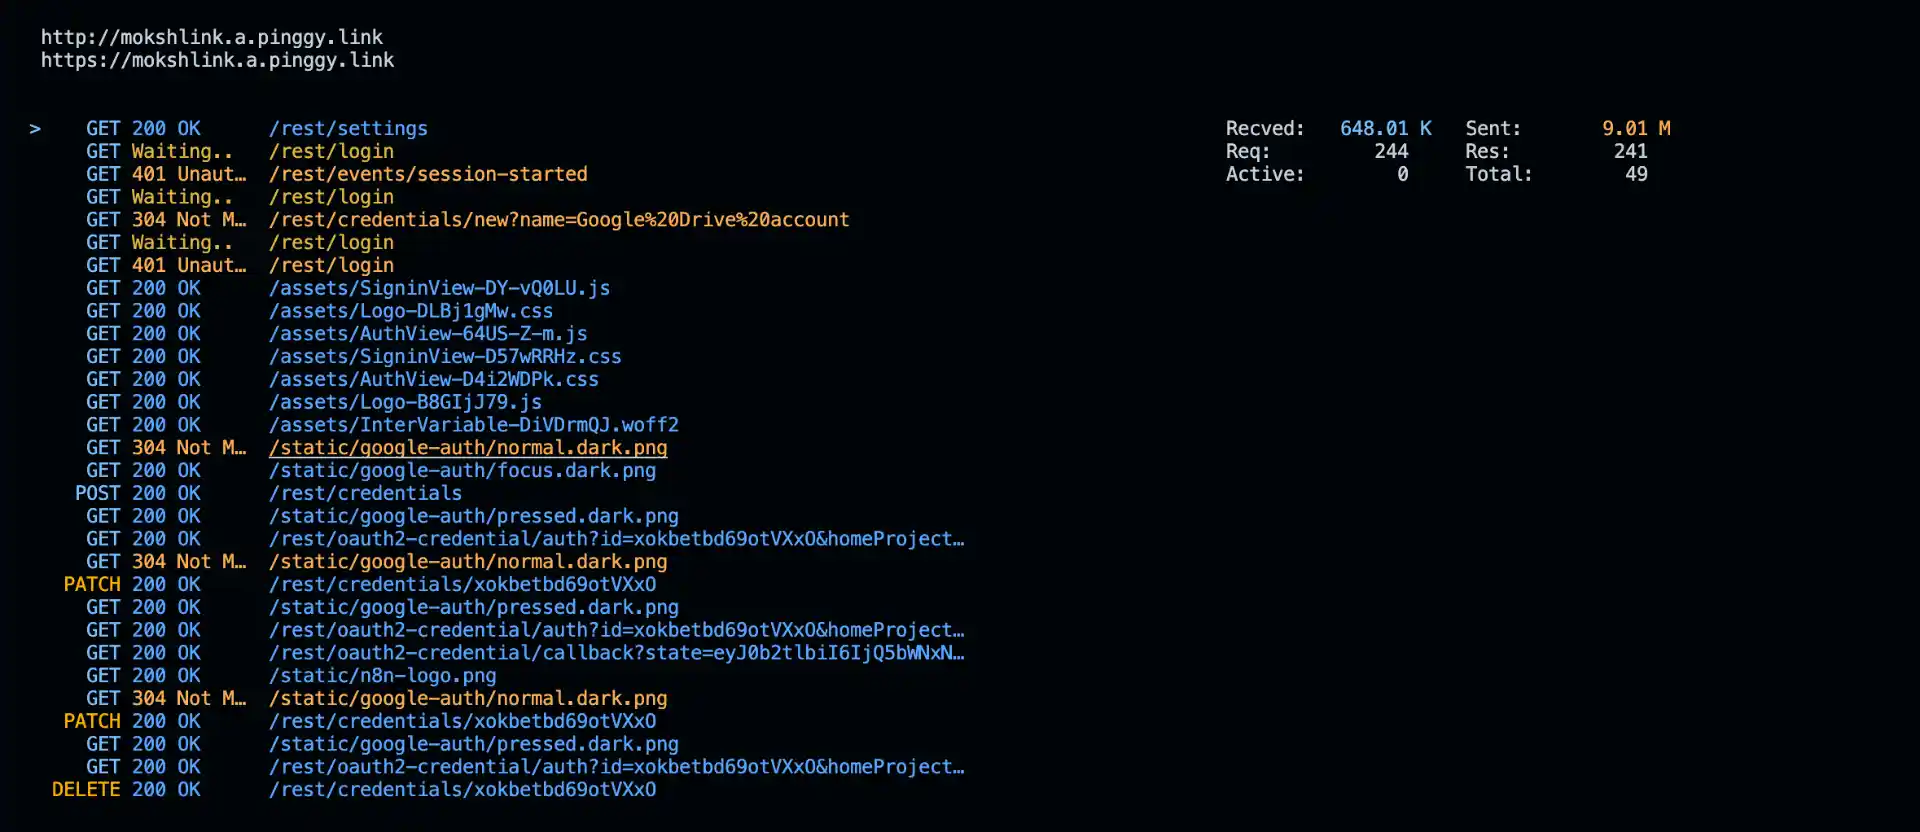 http://mokshlink.a.pinggy.link
https://mokshlink.a.pinggy.link
> GET 200 OK /rest/settings Recved: 648.01 K Sent: 9.01 M
GET Waiting.. /rest/login Req: 244 Res: 241
GET 401 Unaut… /rest/events/session-started Active: 0 Total: 49
GET Waiting.. /rest/login
GET 304 Not M… /rest/credentials/new?name=Google%20Drive%20account
GET Waiting.. /rest/login
GET 401 Unaut… /rest/login
GET 200 OK /assets/SigninView-DY-vQ0LU.js
GET 200 OK /assets/Logo-DLBj1gMw.css
GET 200 OK /assets/AuthView-64US-Z-m.js
GET 200 OK /assets/SigninView-D57wRRHz.css
GET 200 OK /assets/AuthView-D4i2WDPk.css
GET 200 OK /assets/Logo-B8GIjJ79.js
GET 200 OK /assets/InterVariable-DiVDrmQJ.woff2
GET 304 Not M… /static/google-auth/normal.dark.png
GET 200 OK /static/google-auth/focus.dark.png
POST 200 OK /rest/credentials
GET 200 OK /static/google-auth/pressed.dark.png
GET 200 OK /rest/oauth2-credential/auth?id=xokbetbd69otVXxO&homeProject…
GET 304 Not M… /static/google-auth/normal.dark.png
PATCH 200 OK /rest/credentials/xokbetbd69otVXxO
GET 200 OK /static/google-auth/pressed.dark.png
GET 200 OK /rest/oauth2-credential/auth?id=xokbetbd69otVXxO&homeProject…
GET 200 OK /rest/oauth2-credential/callback?state=eyJ0b2tlbiI6IjQ5bWNxN…
GET 200 OK /static/n8n-logo.png
GET 304 Not M… /static/google-auth/normal.dark.png
PATCH 200 OK /rest/credentials/xokbetbd69otVXxO
GET 200 OK /static/google-auth/pressed.dark.png
GET 200 OK /rest/oauth2-credential/auth?id=xokbetbd69otVXxO&homeProject…
DELETE 200 OK /rest/credentials/xokbetbd69otVXxO